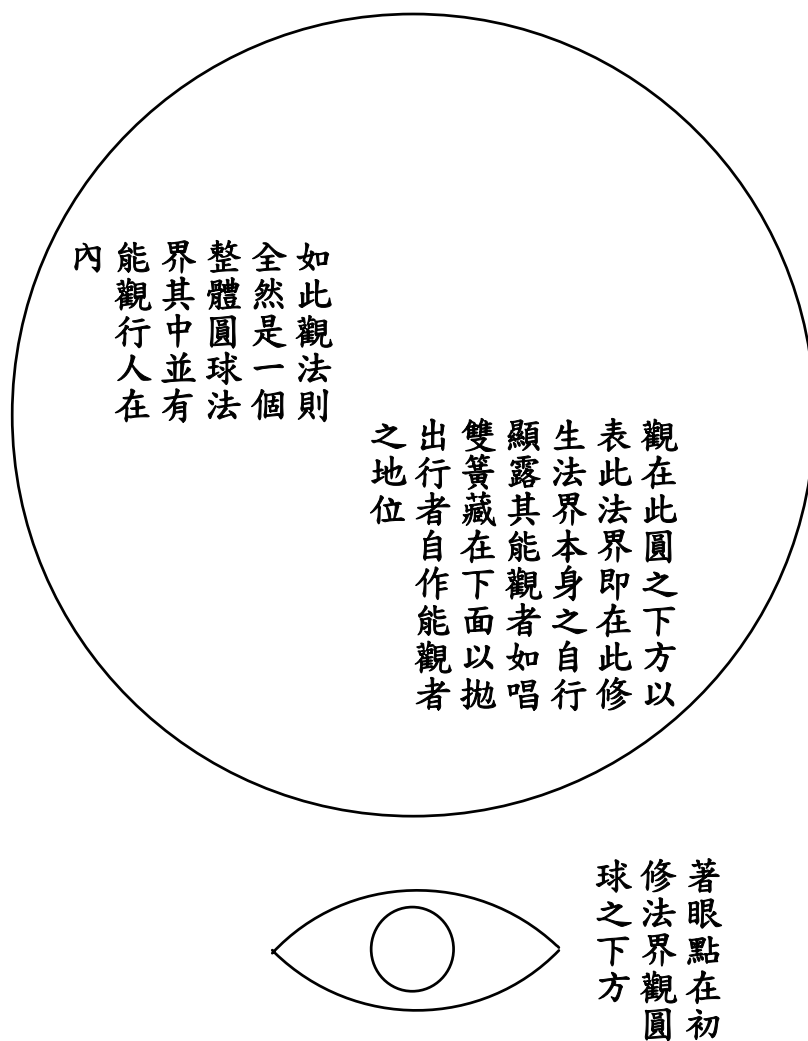 如此觀法則
全然是一個
整體圓球法
界其中並有
能觀行人在
內
觀在此圓之下方以
表此法界即在此修
生法界本身之自行
顯露其能觀者如唱
雙簧藏在下面以拋
出行者自作能觀者
之地位
著眼點在初
修法界觀圓
球之下方